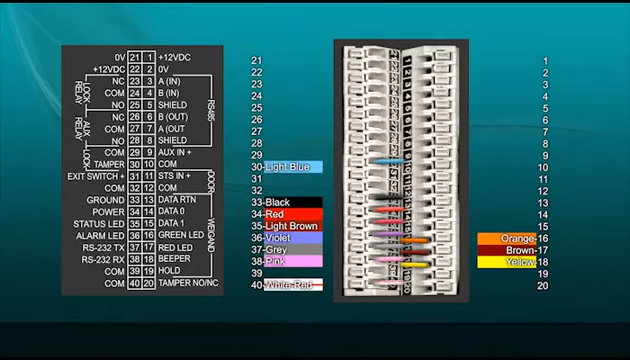 0V 21 1 +12VDC
+12VDC 22 2 0V
NC 23 3 A (IN)
COM 24 4 B (IN)
NO 25 5 SHIELD
NC 26 6 B (OUT)
COM 27 7 A (OUT)
NO 28 8 SHIELD
COM 29 9 AUX IN +
TAMPER 30 10 COM
EXIT SWITCH + 31 11 STS IN +
COM 32 12 COM
GROUND 33 13 DATA RTN
POWER 34 14 DATA 0
STATUS LED 35 15 DATA 1
ALARM LED 36 16 GREEN LED
RS-232 TX 37 17 RED LED
RS-232 RX 38 18 BEEPER
COM 39 19 HOLD
COM 40 20 TAMPER NO/NC
LOCK RELAY
AUX RELAY
LOCK
RS485
DOOR
WIEGAND
21
22
23
24
25
26
27
28
29
30 Light Blue
31
32
33 Black
34 Red
35 Light Brown
36 Violet
37 Grey
38 Pink
39
40 White-Red
1
2
3
4
5
6
7
8
9
10
11
12
13
14
15
Orange 16
Brown 17
Yellow 18
19
20